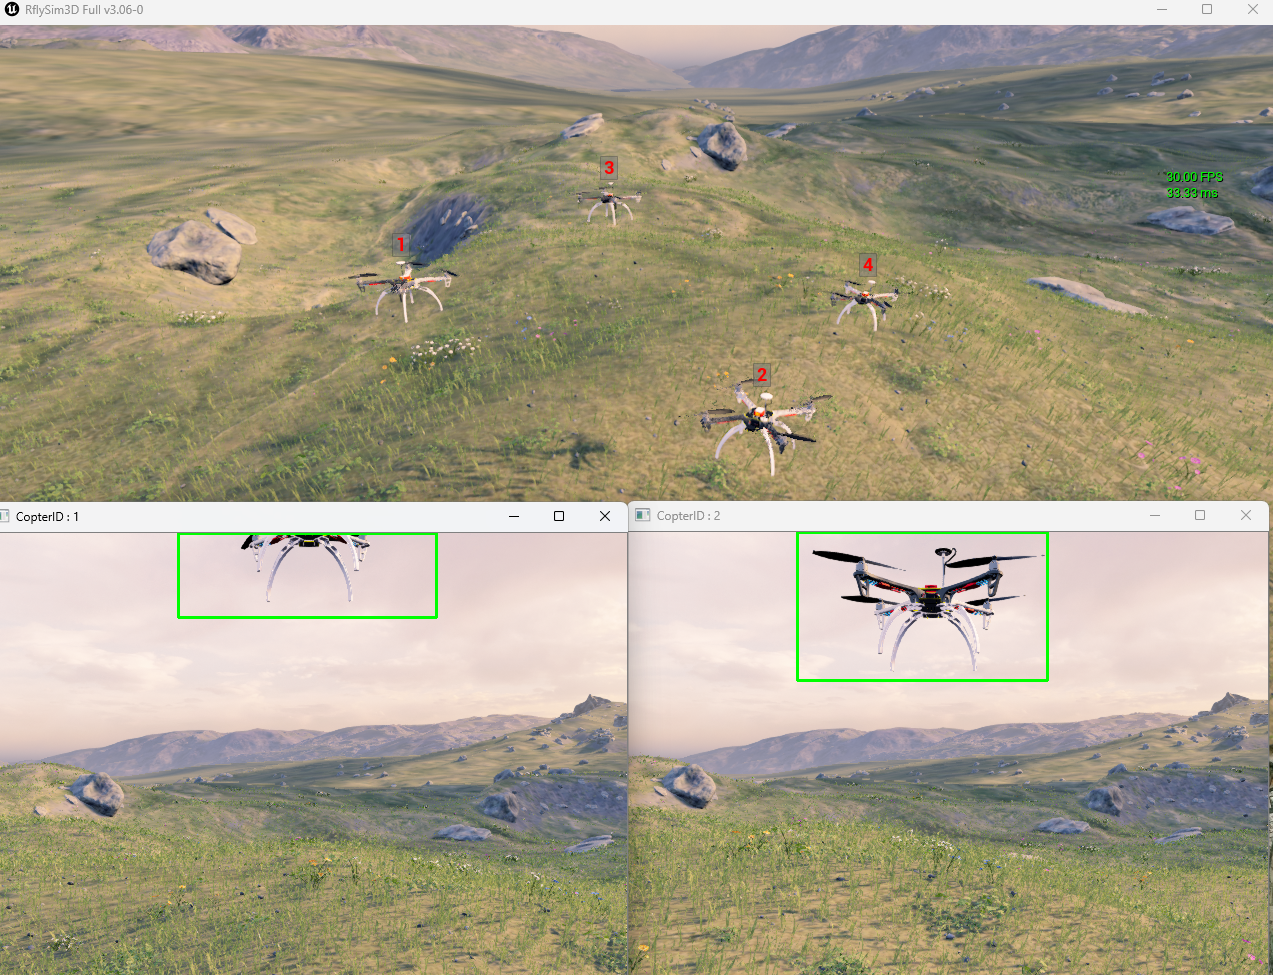 RflySim3D Full v3.06-0
3
30.00 FPS
33.33 ms
1
4
2
CopterID : 1
CopterID : 2